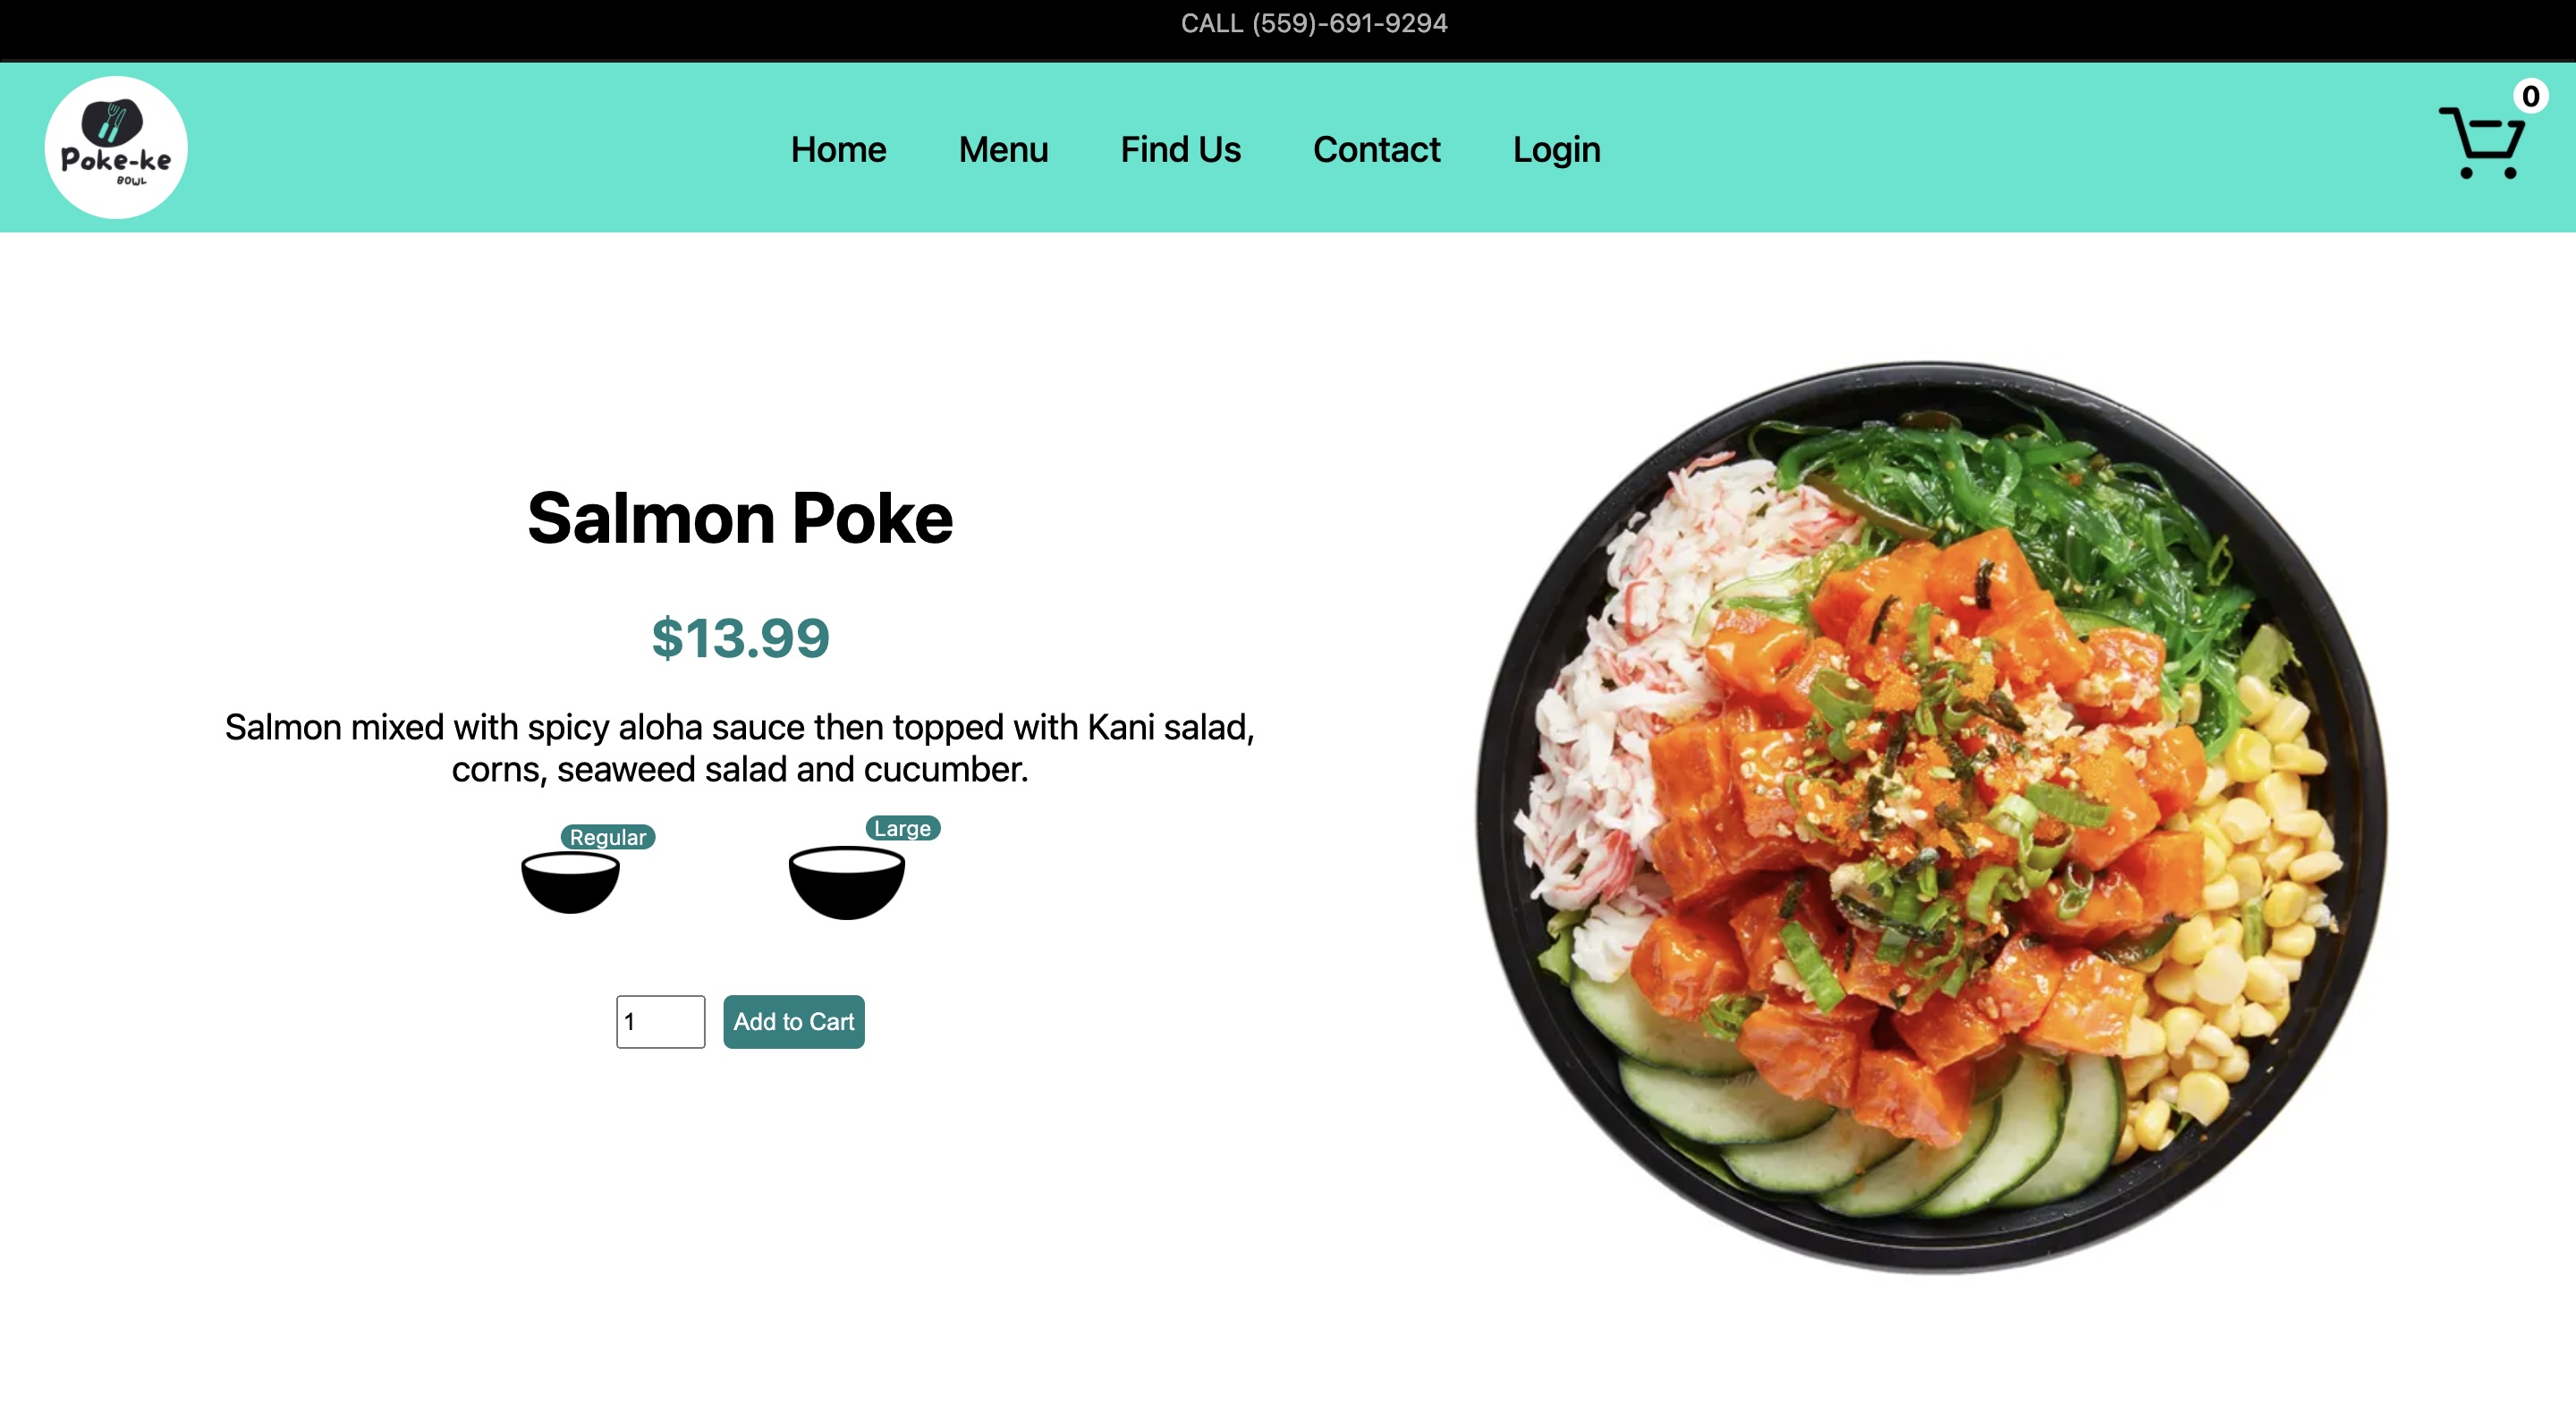 CALL (559)-691-9294
Poke-ke
BOWL
Home Menu Find Us Contact Login
0
Salmon Poke
$13.99
Salmon mixed with spicy aloha sauce then topped with Kani salad,
corns, seaweed salad and cucumber.
Regular Large
1 Add to Cart